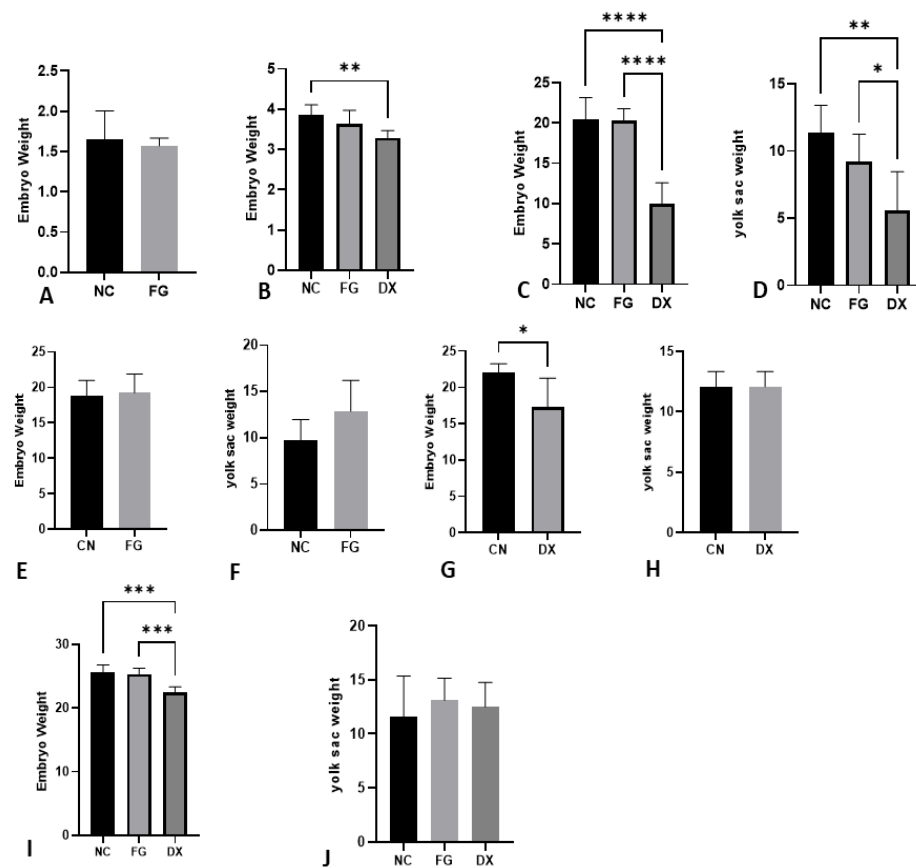 Embryo Weight
2.5
2.0
1.5
1.0
0.5
0.0
NC FG
A
**
Embryo Weight
5
4
3
2
1
0
NC FG DX
B
****
****
Embryo Weight
25
20
15
10
5
0
NC FG DX
C
**
*
yolk sac weight
15
10
5
0
NC FG DX
D
Embryo Weight
25
20
15
10
5
0
CN FG
E
yolk sac weight
20
15
10
5
0
NC FG
F
*
Embryo Weight
25
20
15
10
5
0
CN DX
G
yolk sac weight
15
10
5
0
CN DX
H
***
***
Embryo Weight
30
20
10
0
NC FG DX
I
yolk sac weight
20
15
10
5
0
NC FG DX
J